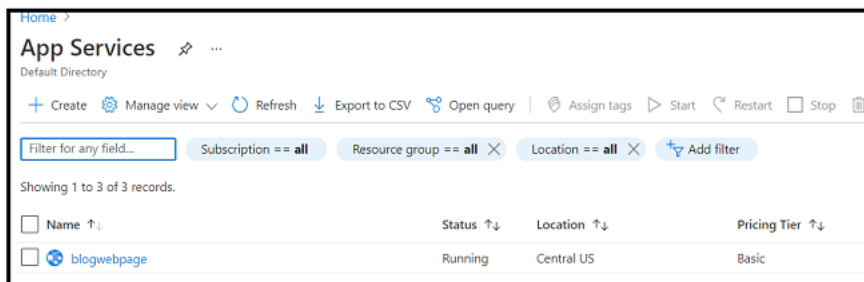 Home >
App Services ...
Default Directory
+ Create Manage view Refresh Export to CSV Open query Assign tags Start Restart Stop
Filter for any field... Subscription == all Resource group == all Location == all Add filter
Showing 1 to 3 of 3 records.
Name ↑↓ Status ↑↓ Location ↑↓ Pricing Tier ↑↓
blogwebpage Running Central US Basic